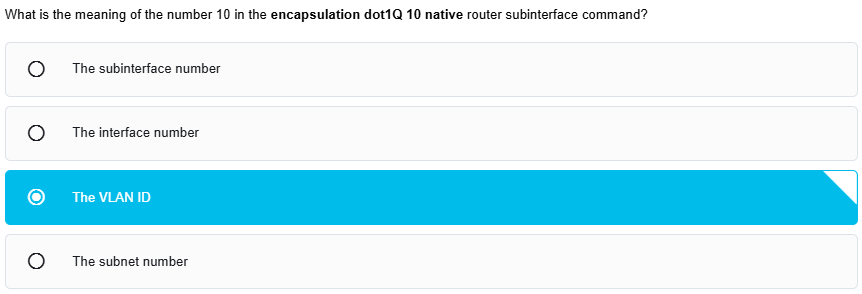 What is the meaning of the number 10 in the encapsulation dot1Q 10 native router subinterface command?
The subinterface number
The interface number
The VLAN ID
The subnet number